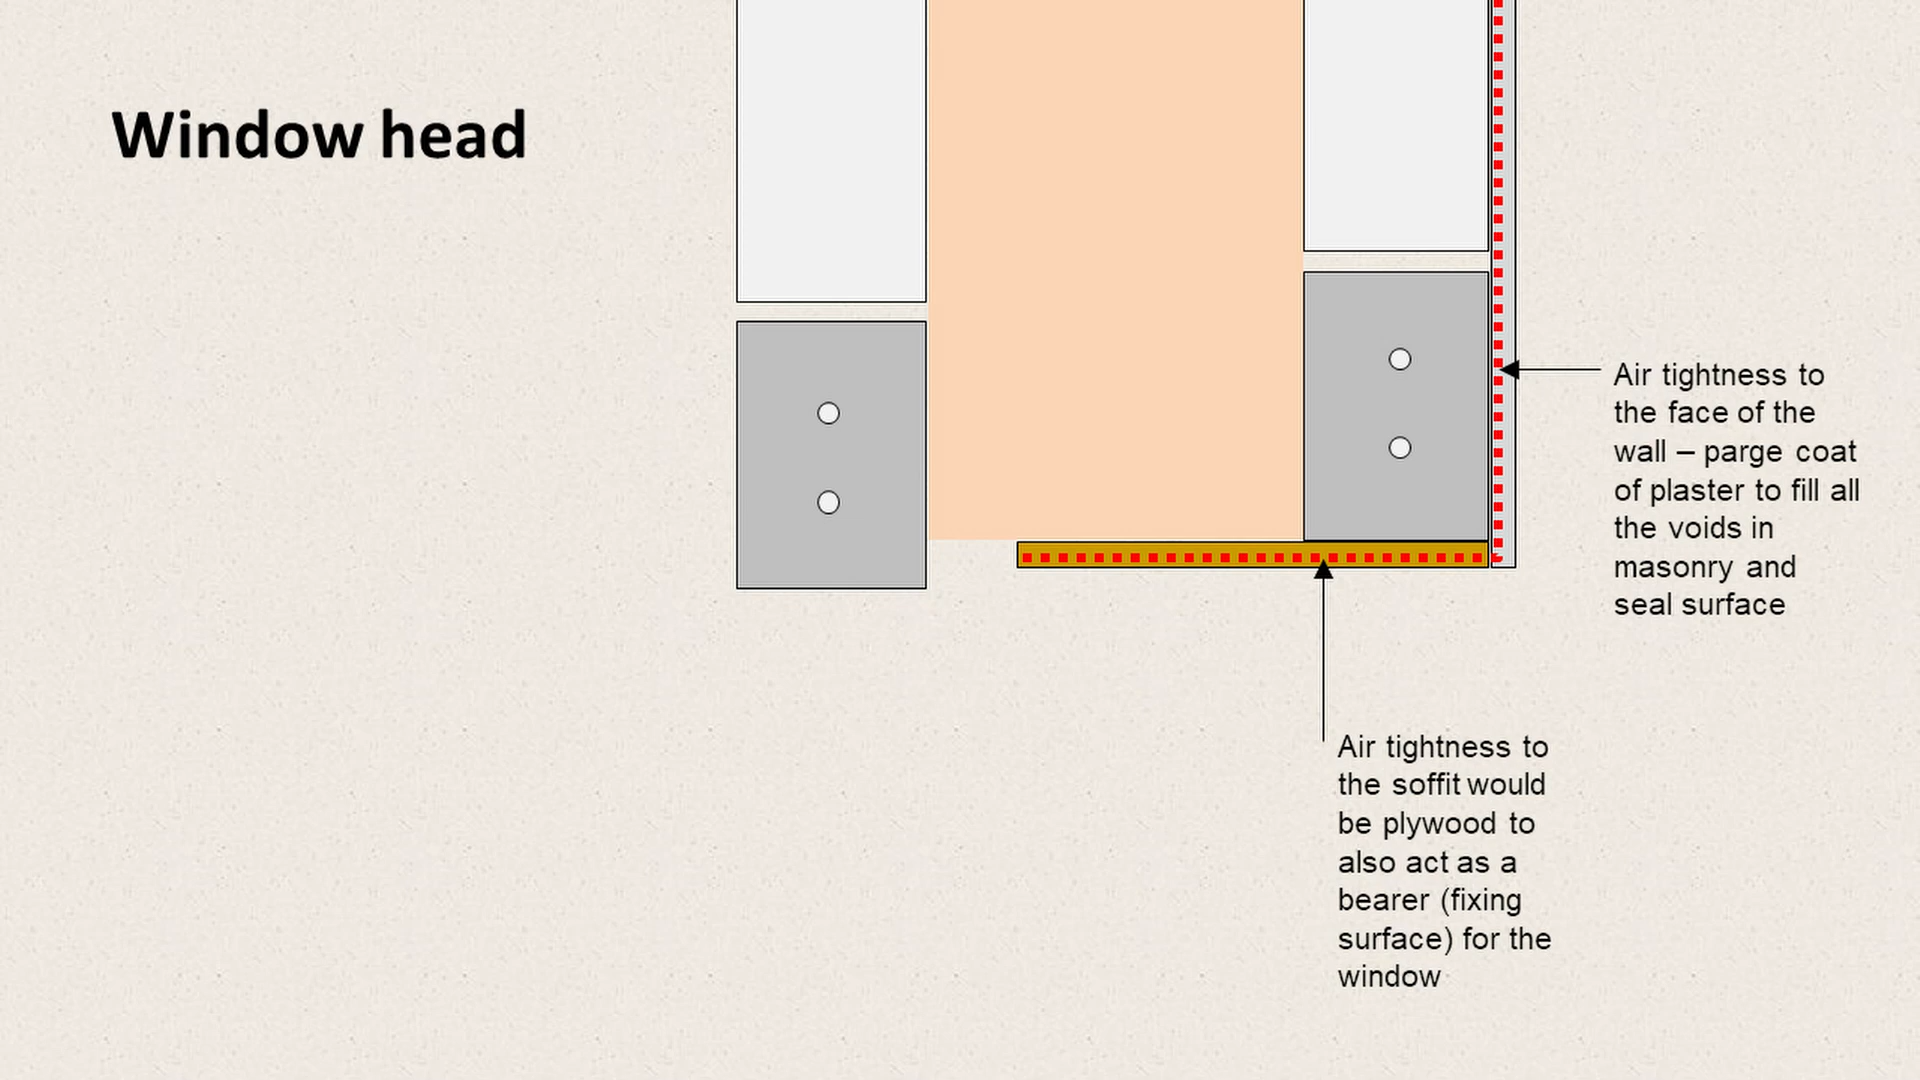 Window head
Air tightness to
the face of the
wall – parge coat
of plaster to fill all
the voids in
masonry and
seal surface
Air tightness to
the soffit would
be plywood to
also act as a
bearer (fixing
surface) for the
window